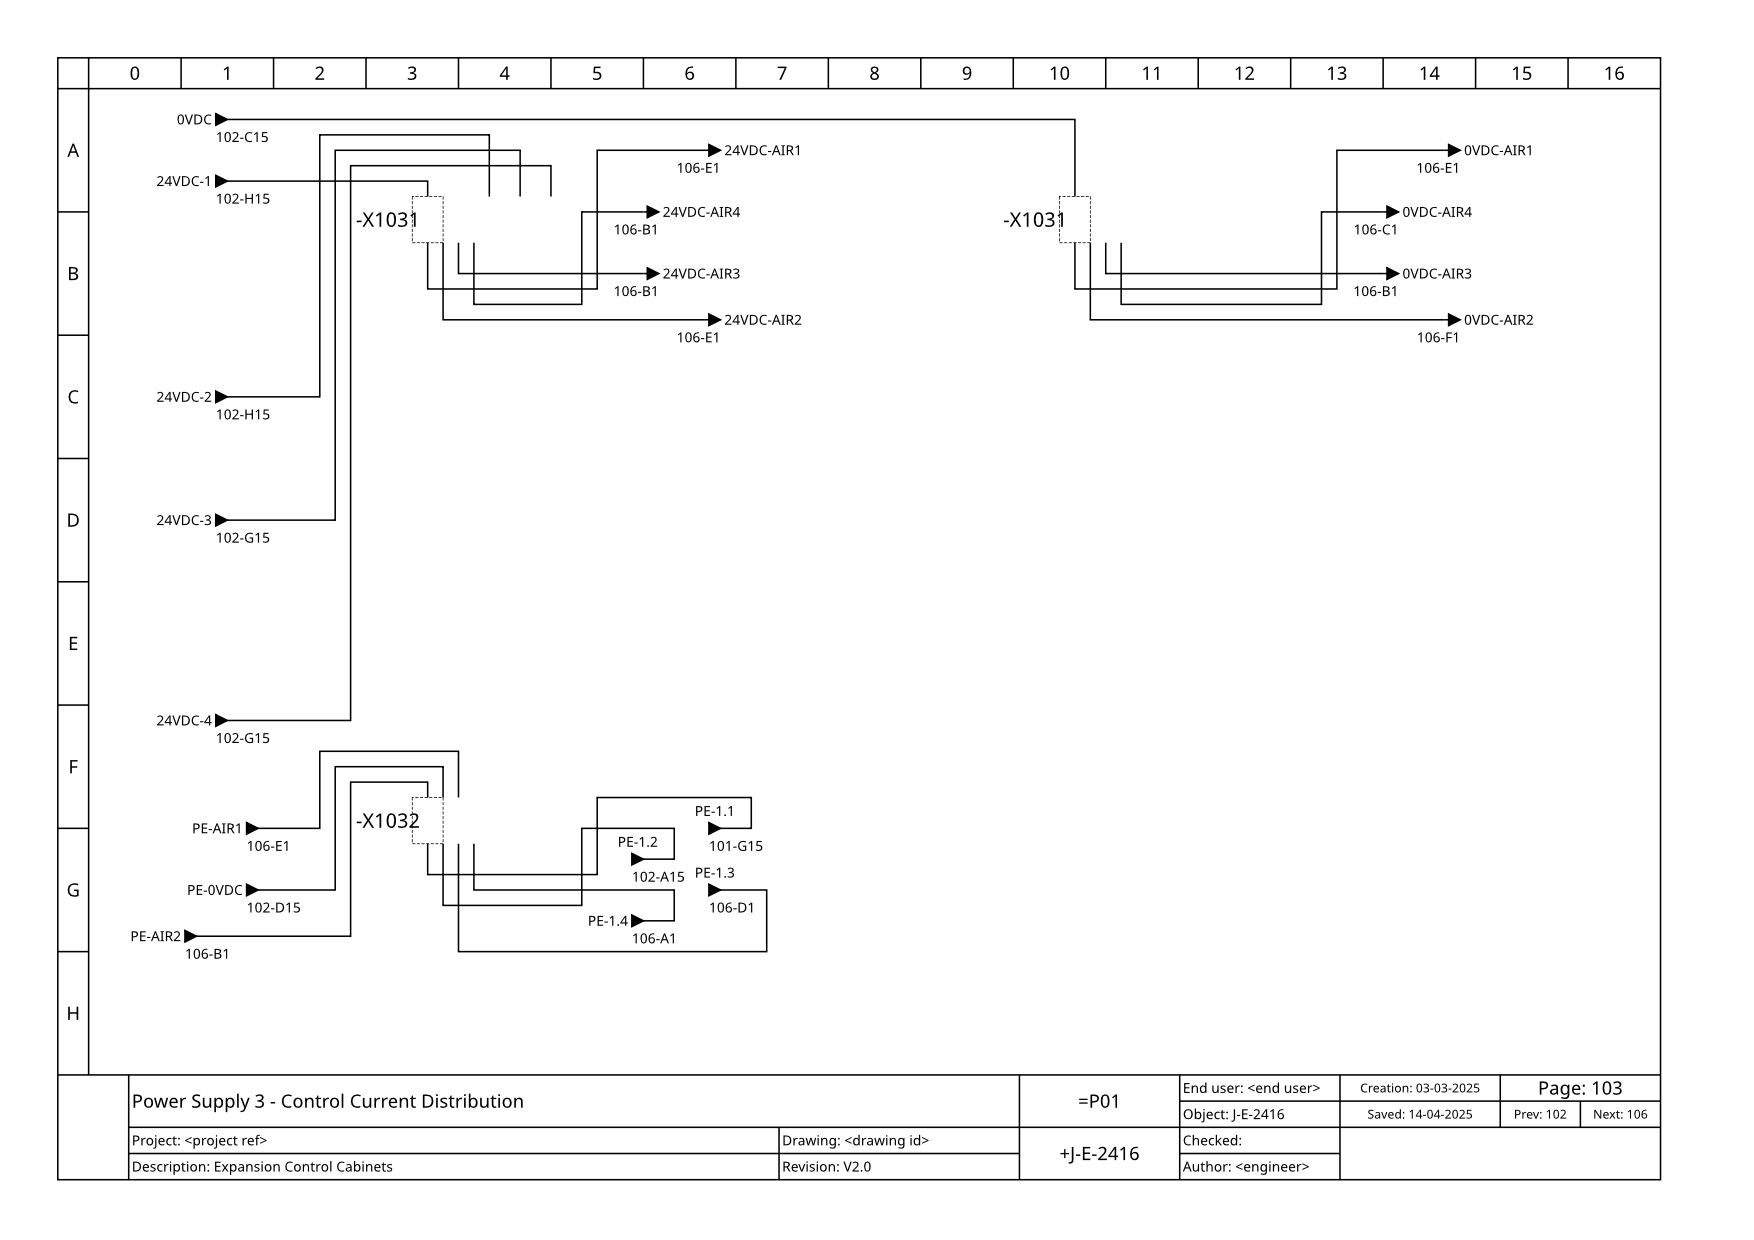 0 1 2 3 4 5 6 7 8 9 10 11 12 13 14 15 16
A
B
C
D
E
F
G
H
0VDC
102-C15
24VDC-1
102-H15
-X1031
24VDC-AIR1
106-E1
24VDC-AIR4
106-B1
24VDC-AIR3
106-B1
24VDC-AIR2
106-E1
-X1031
0VDC-AIR1
106-E1
0VDC-AIR4
106-C1
0VDC-AIR3
106-B1
0VDC-AIR2
106-F1
24VDC-2
102-H15
24VDC-3
102-G15
24VDC-4
102-G15
PE-AIR1
106-E1
PE-0VDC
102-D15
PE-AIR2
106-B1
-X1032
PE-1.1
101-G15
PE-1.2
102-A15
PE-1.3
106-D1
PE-1.4
106-A1
Power Supply 3 - Control Current Distribution
Project: <project ref>
Description: Expansion Control Cabinets
Drawing: <drawing id>
Revision: V2.0
=P01
+J-E-2416
End user: <end user>
Object: J-E-2416
Checked:
Author: <engineer>
Creation: 03-03-2025
Saved: 14-04-2025
Page: 103
Prev: 102
Next: 106